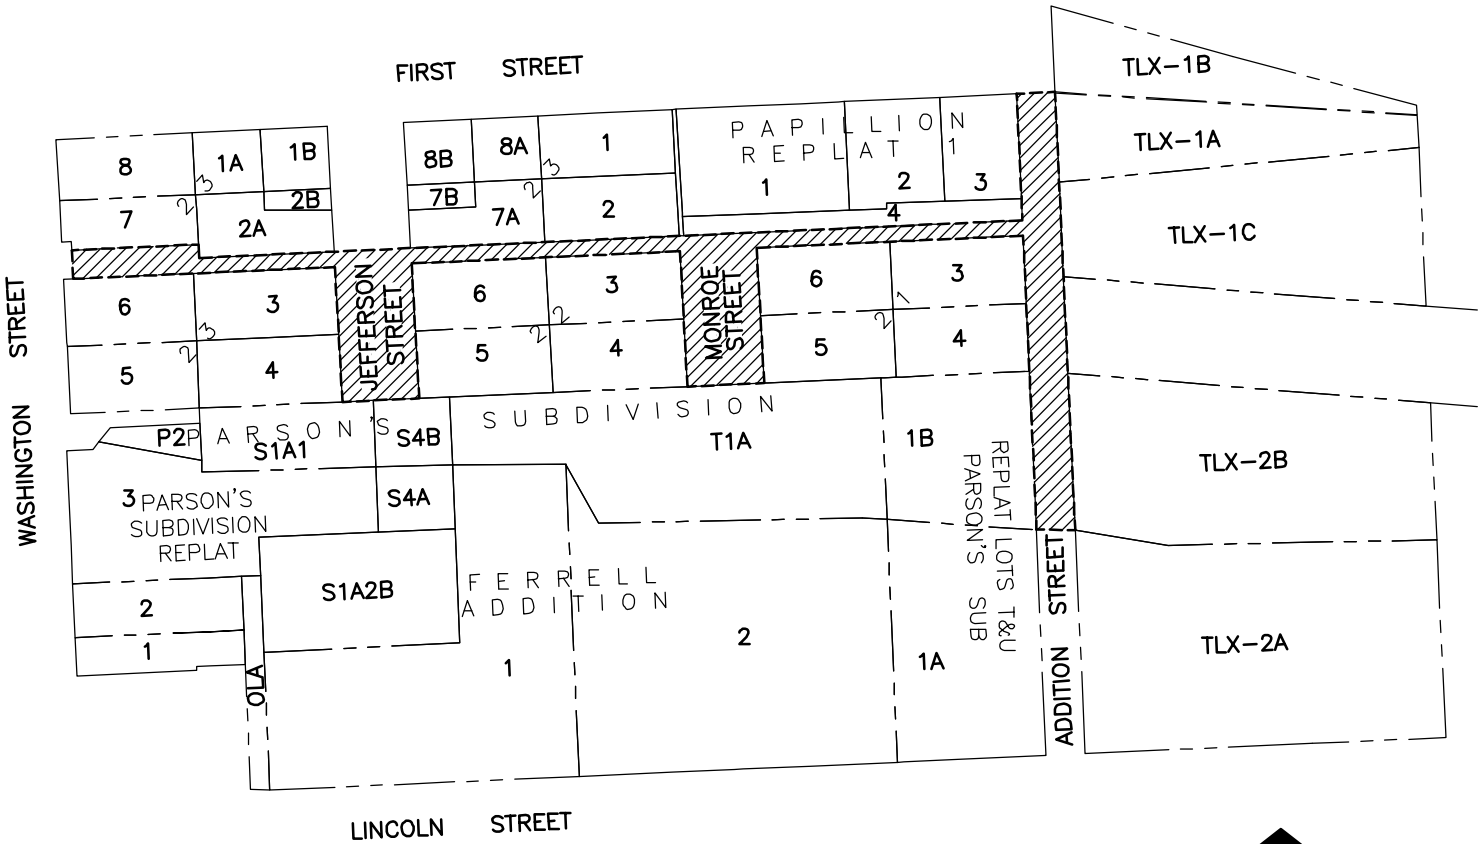 FIRST STREET
TLX-1B
8
1A
1B
8B
8A
1
PAPILLION
REPLAT 1
TLX-1A
3
3
2B
7B
1
2
3
7
2
2A
2
7A
2
4
TLX-1C
WASHINGTON STREET
6
3
JEFFERSON
STREET
6
3
MONROE
STREET
6
3
3
2
2
1
5
2
4
5
2
4
5
2
4
PARSON'S SUBDIVISION
P2
S1A1
S4B
T1A
1B
TLX-2B
3
PARSON'S
SUBDIVISION
REPLAT
S4A
REPLAT LOTS T&U
PARSON'S SUB
S1A2B
FERRELL
ADDITION
2
1
OLA
1
2
1A
ADDITION STREET
TLX-2A
LINCOLN STREET